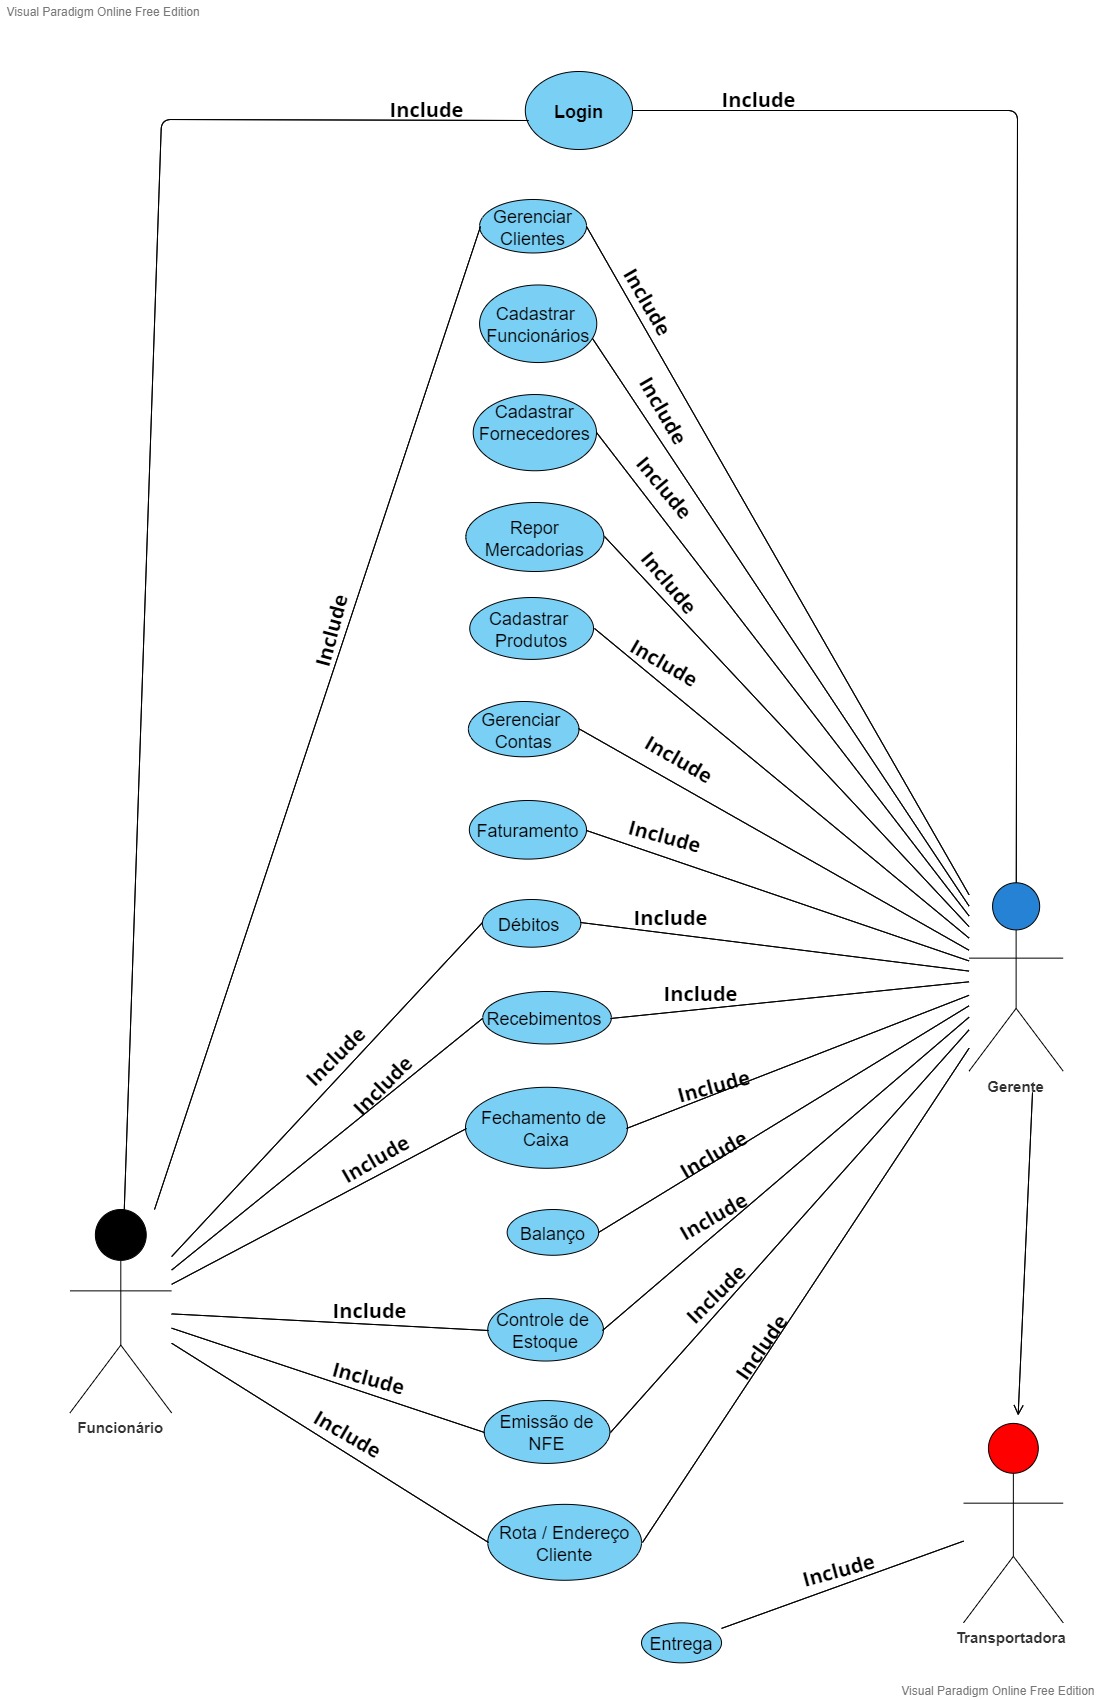 Visual Paradigm Online Free Edition
Include
Login
Include
Gerenciar
Clientes
Include
Cadastrar
Funcionários
Include
Cadastrar
Fornecedores
Include
Repor
Mercadorias
Include
Include
Cadastrar
Produtos
Include
Gerenciar
Contas
Include
Faturamento
Include
Débitos
Include
Recebimentos
Include
Include
Include
Fechamento de
Caixa
Include
Include
Gerente
Balanço
Include
Include
Controle de
Estoque
Include
Include
Include
Emissão de
NFE
Include
Include
Funcionário
Rota / Endereço
Cliente
Include
Entrega
Include
Transportadora
Visual Paradigm Online Free Edition